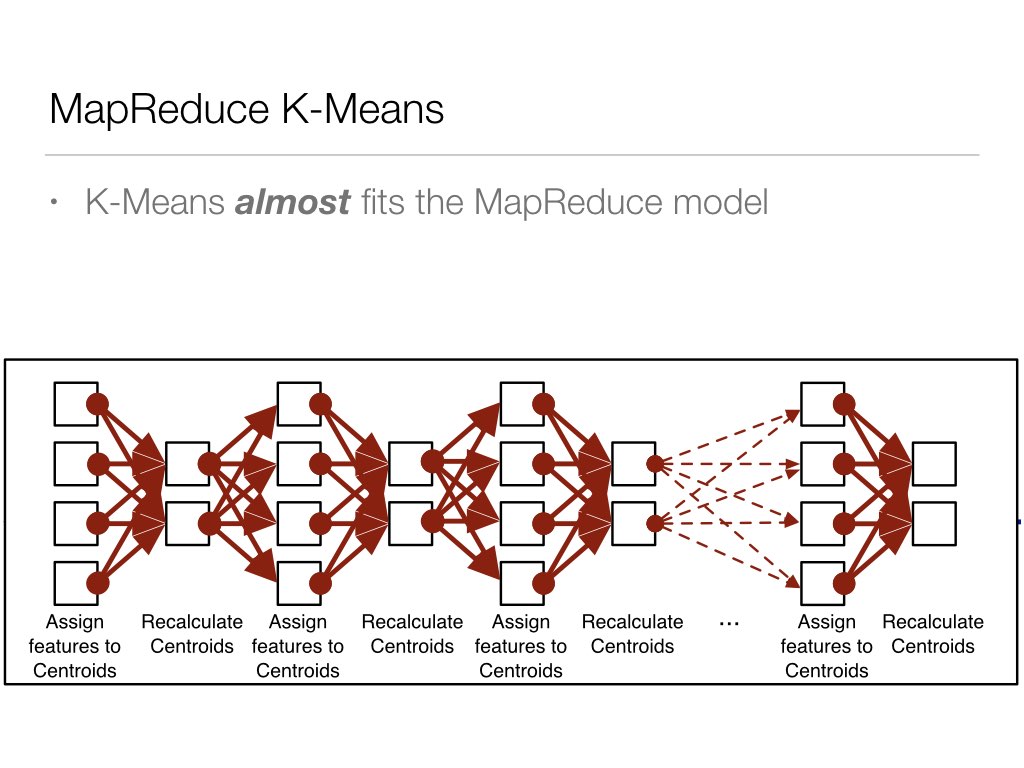 MapReduce K-Means
• K-Means almost fits the MapReduce model
Assign
features to
Centroids
Recalculate
Centroids
Assign
features to
Centroids
Recalculate
Centroids
Assign
features to
Centroids
Recalculate
Centroids
...
Assign
features to
Centroids
Recalculate
Centroids